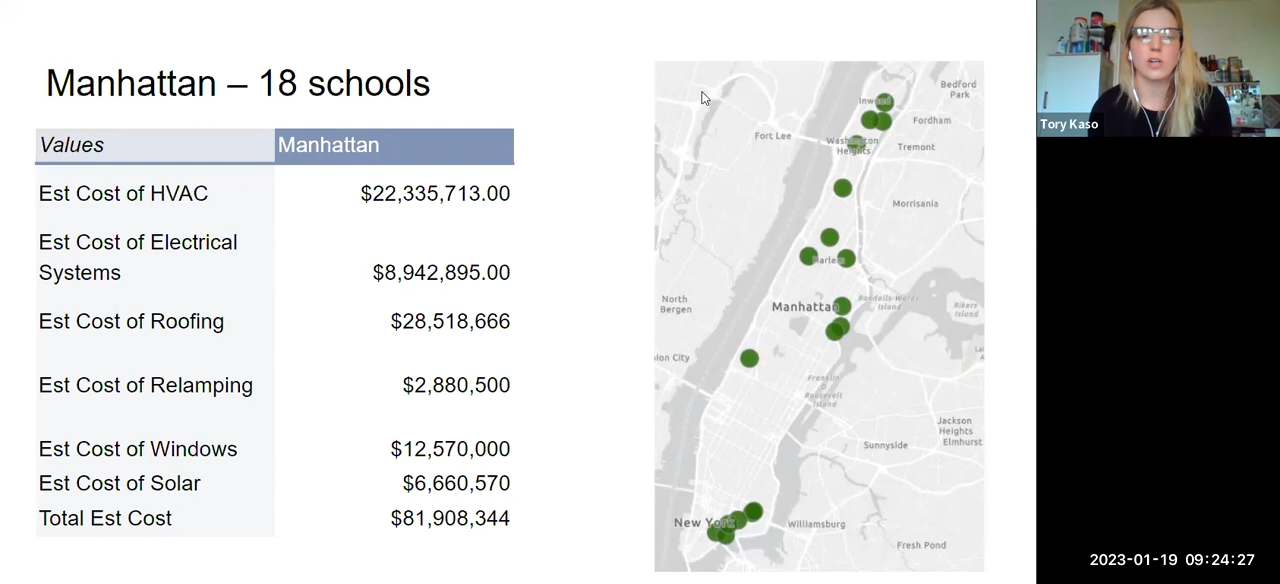 Manhattan – 18 schools
Values Manhattan
Est Cost of HVAC $22,335,713.00
Est Cost of Electrical
Systems $8,942,895.00
Est Cost of Roofing $28,518,666
Est Cost of Relamping $2,880,500
Est Cost of Windows $12,570,000
Est Cost of Solar $6,660,570
Total Est Cost $81,908,344
Bedford
Park
Inwood
Fordham
Fort Lee
Washington
Heights
Tremont
Morrisania
Harlem
North
Bergen
Manhattan
Randalls-Wards
Island
Rikers
Island
ion City
Franklin
D
Roosevelt
Island
Jackson
Heights
Elmhurst
Sunnyside
New York
Williamsburg
Fresh Pond
Tory Kaso
2023-01-19 09:24:27